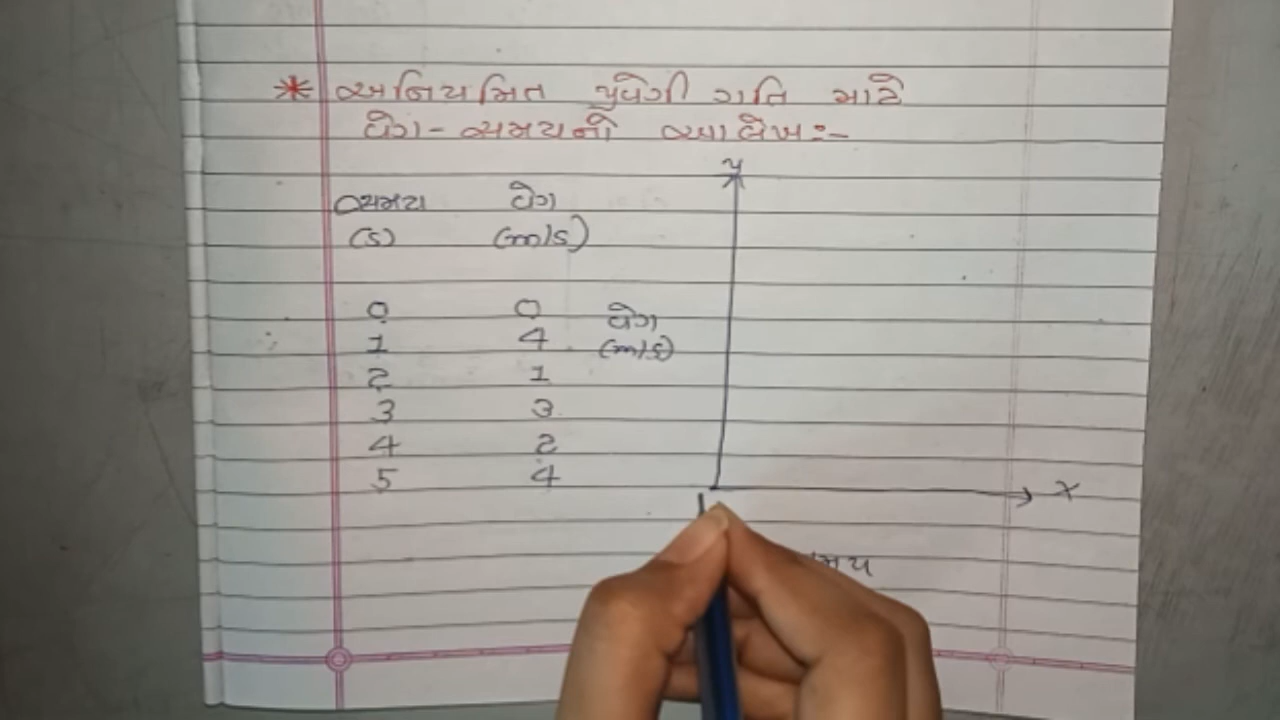 * અનિયમિત પ્રવેગી ગતિ માટે
વેગ - સમયનો આલેખ :-
સમય વેગ
(s) (m/s)
0 0
1 4
2 1
3 3
4 2
5 4
y
વેગ
(m/s)
x